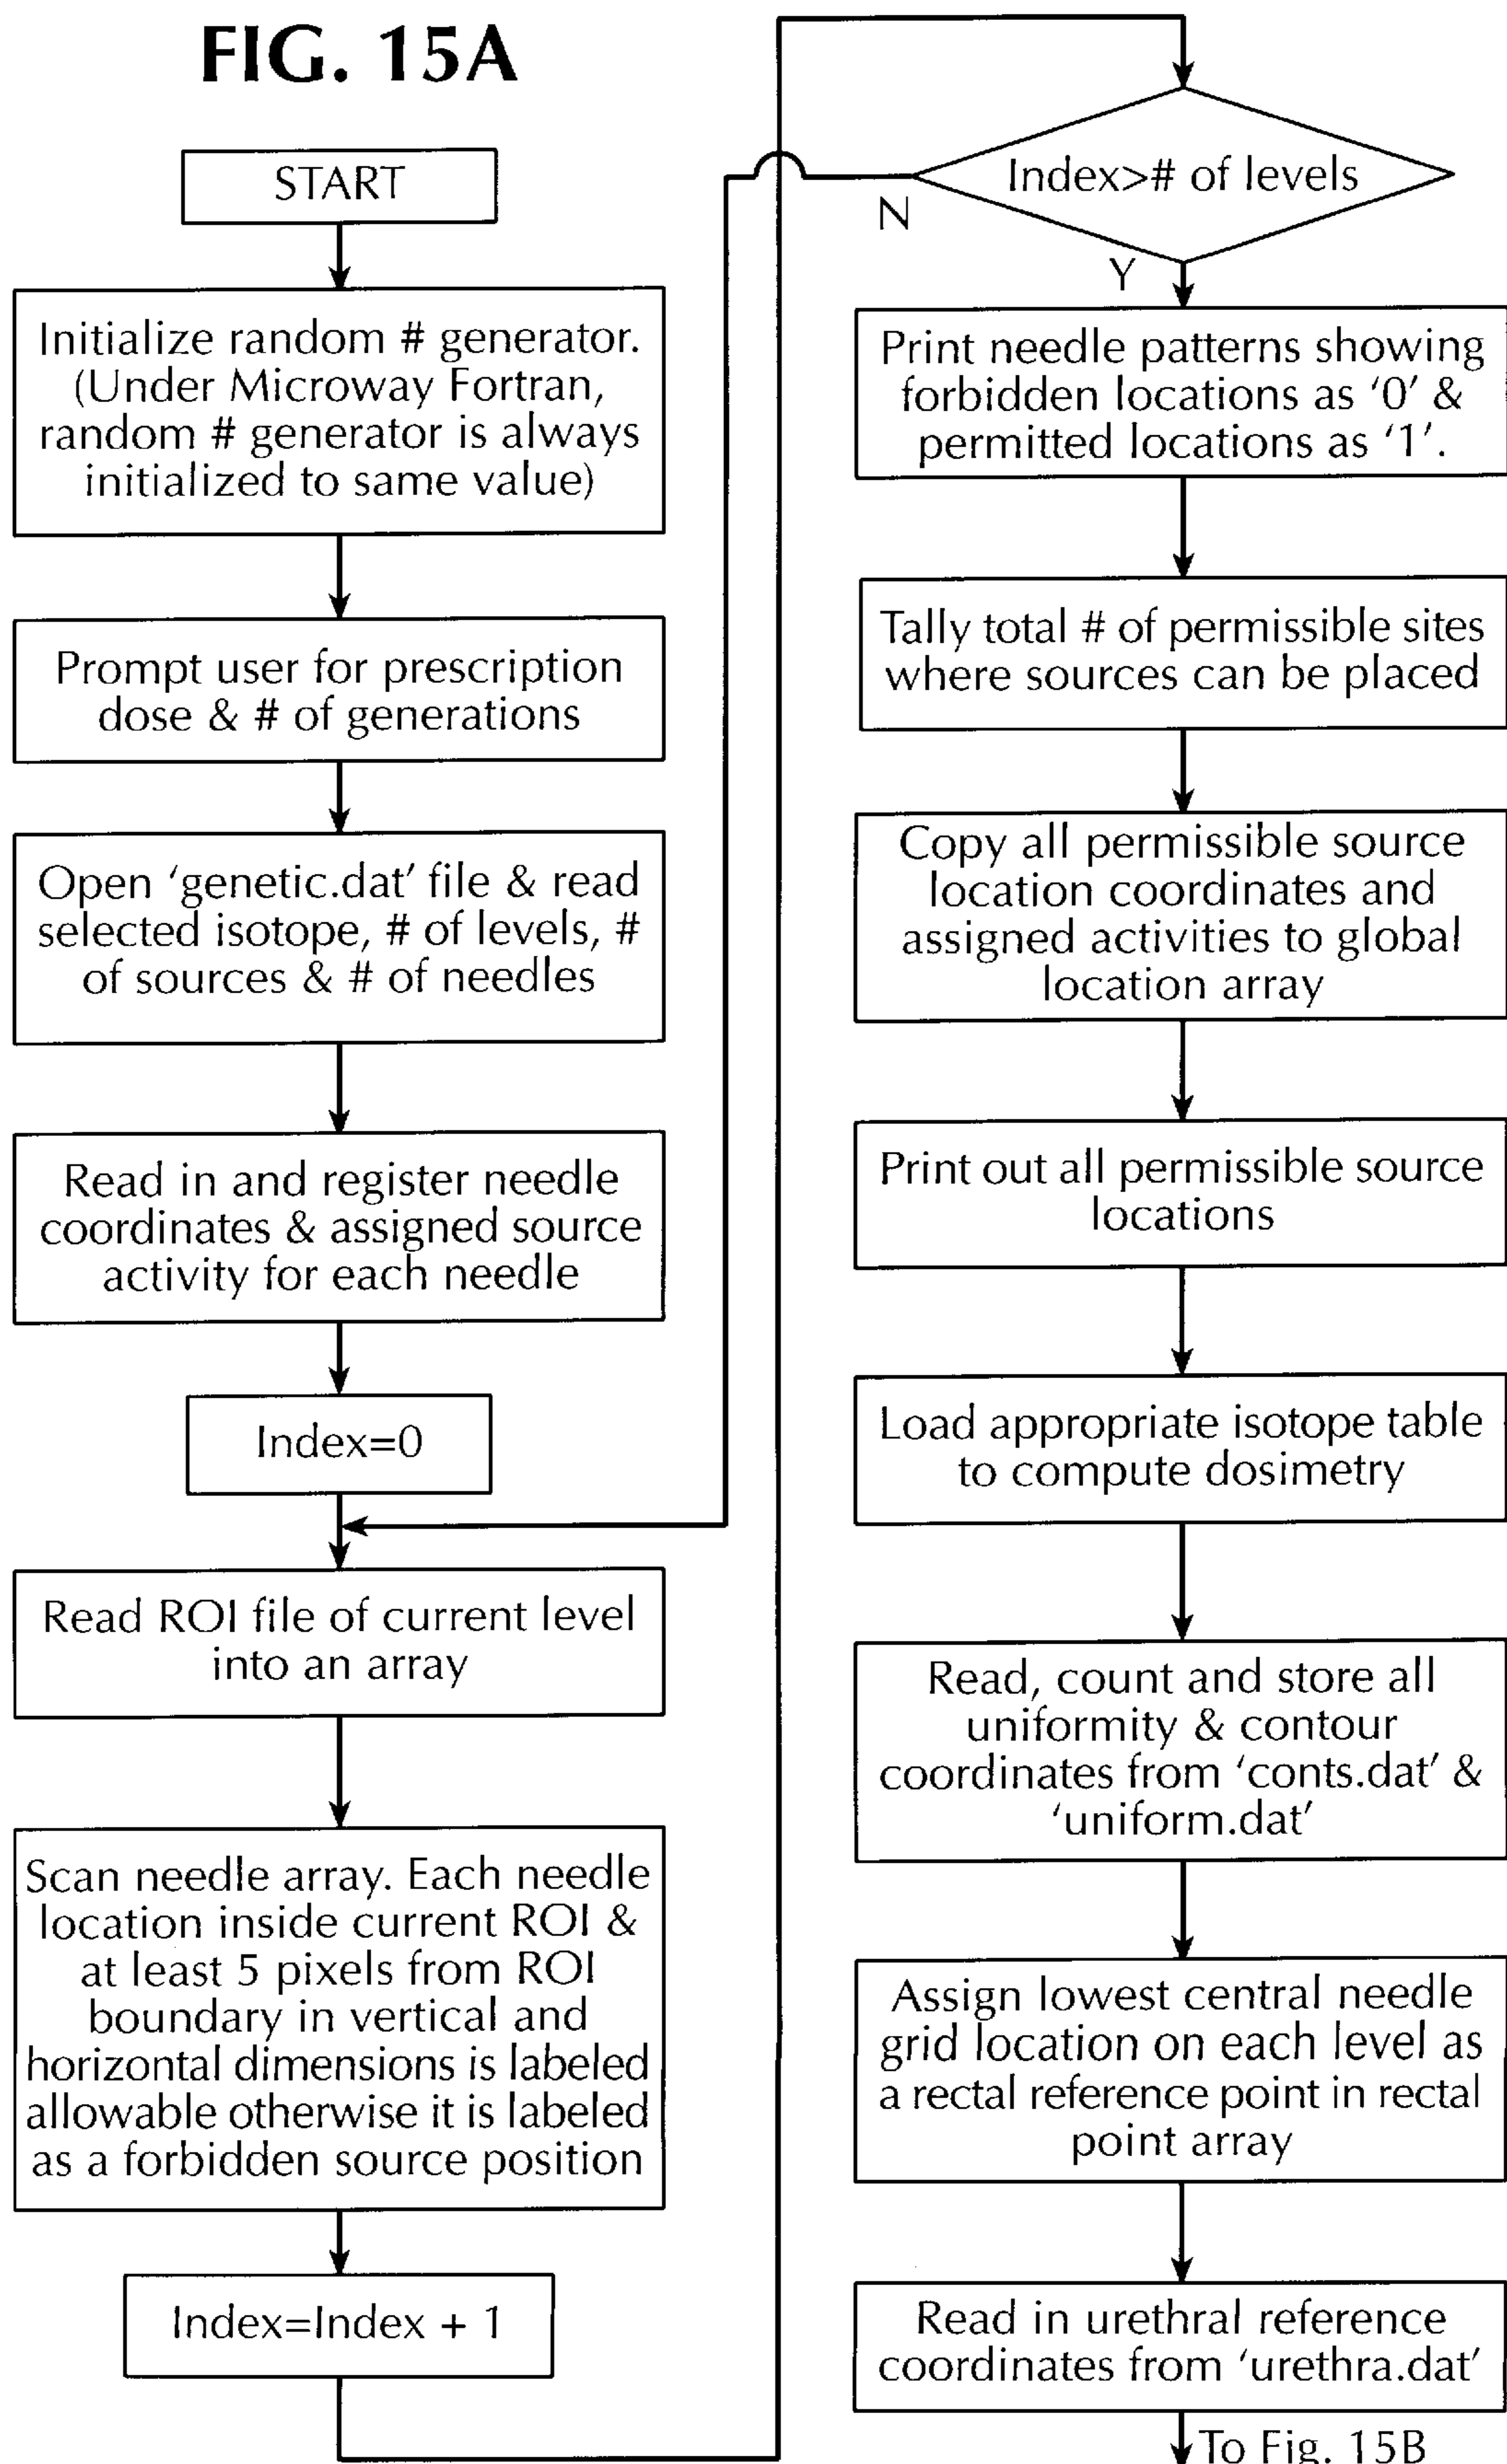 FIG. 15A
START
Initialize random # generator.
(Under Microway Fortran,
random # generator is always
initialized to same value)
Prompt user for prescription
dose & # of generations
Open ‘genetic.dat’ file & read
selected isotope, # of levels, #
of sources & # of needles
Read in and register needle
coordinates & assigned source
activity for each needle
Index=0
Read ROI file of current level
into an array
Scan needle array. Each needle
location inside current ROI &
at least 5 pixels from ROI
boundary in vertical and
horizontal dimensions is labeled
allowable otherwise it is labeled
as a forbidden source position
Index=Index + 1
Index># of levels
N
Y
Print needle patterns showing
forbidden locations as ‘0’ &
permitted locations as ‘1’.
Tally total # of permissible sites
where sources can be placed
Copy all permissible source
location coordinates and
assigned activities to global
location array
Print out all permissible source
locations
Load appropriate isotope table
to compute dosimetry
Read, count and store all
uniformity & contour
coordinates from ‘conts.dat’ &
‘uniform.dat’
Assign lowest central needle
grid location on each level as
a rectal reference point in rectal
point array
Read in urethral reference
coordinates from ‘urethra.dat’
To Fig. 15B